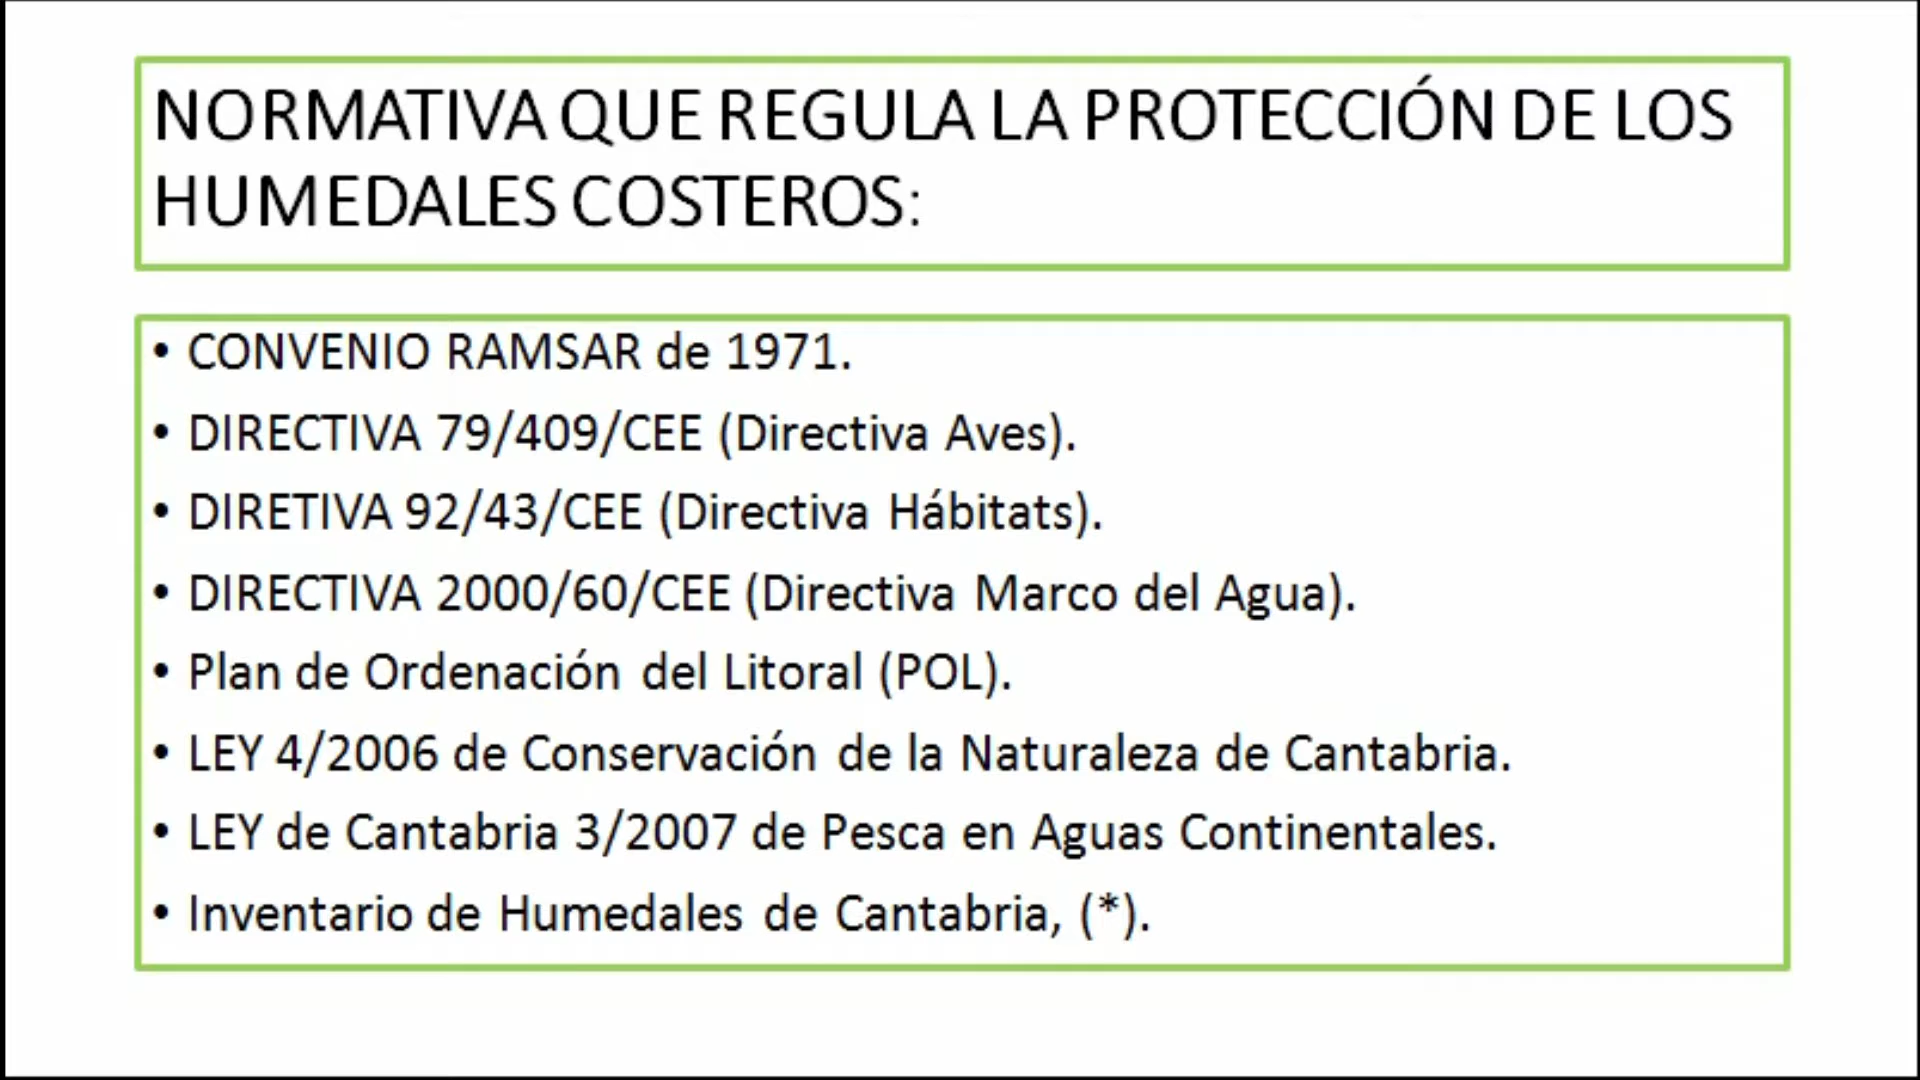 NORMATIVA QUE REGULA LA PROTECCIÓN DE LOS
HUMEDALES COSTEROS:
• CONVENIO RAMSAR de 1971.
• DIRECTIVA 79/409/CEE (Directiva Aves).
• DIRETIVA 92/43/CEE (Directiva Hábitats).
• DIRECTIVA 2000/60/CEE (Directiva Marco del Agua).
• Plan de Ordenación del Litoral (POL).
• LEY 4/2006 de Conservación de la Naturaleza de Cantabria.
• LEY de Cantabria 3/2007 de Pesca en Aguas Continentales.
• Inventario de Humedales de Cantabria, (*).